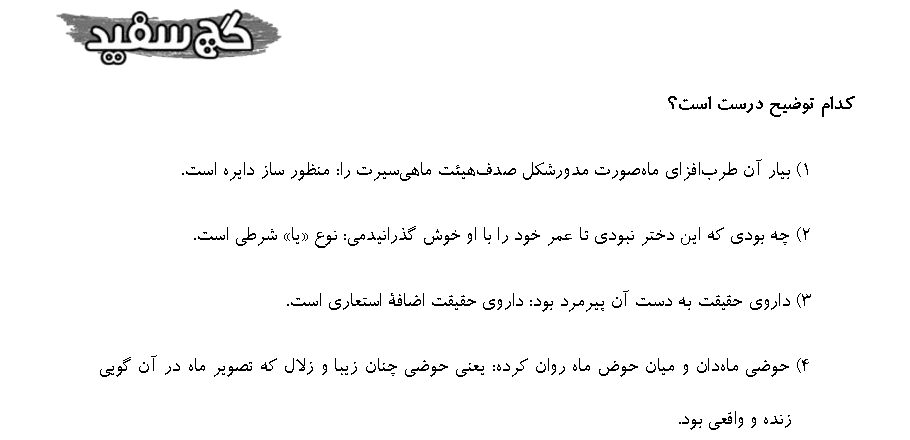 گچ سفید
کدام توضیح درست است؟
۱) بیار آن طرب‌افزای ماه‌صورت مدورشکل صدف‌هیئت ماهی‌سیرت را: منظور ساز دایره است.
۲) چه بودی که این دختر نبودی تا عمر خود را با او خوش گذرانیدمی: نوع «یا» شرطی است.
۳) داروی حقیقت به دست آن پیرمرد بود: داروی حقیقت اضافهٔ استعاری است.
۴) حوضی ماه‌دان و میان حوض ماه روان کرده: یعنی حوضی چنان زیبا و زلال که تصویر ماه در آن گویی
زنده و واقعی بود.